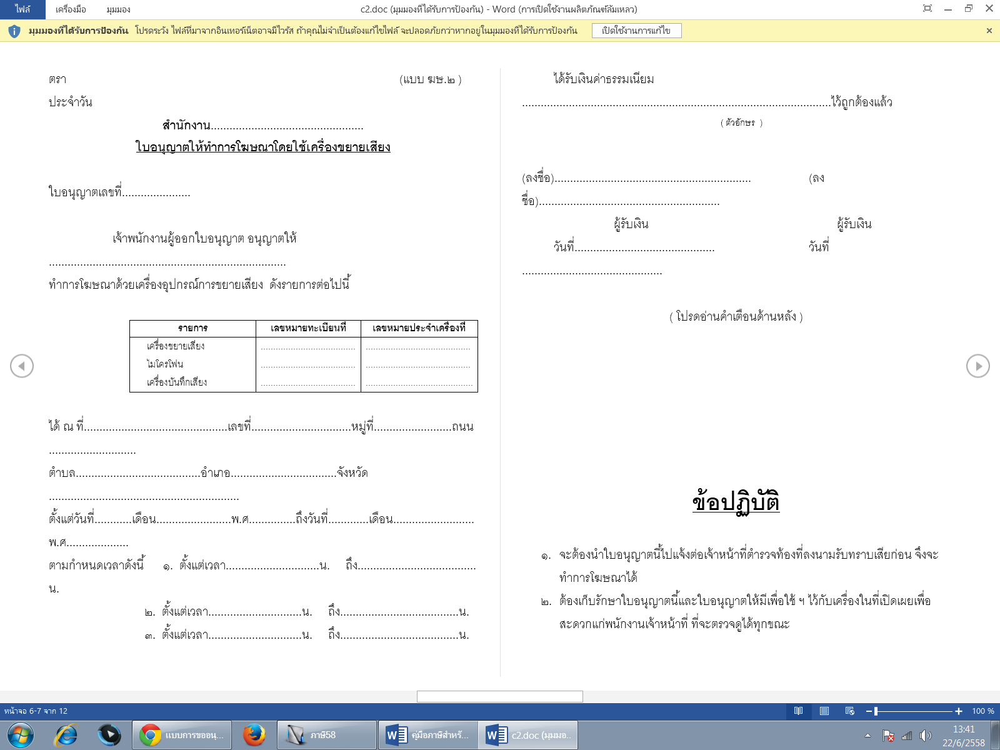 ไฟล์ เครื่องมือ มุมมอง c2.doc (มุมมองที่ได้รับการป้องกัน) - Word (การเปิดใช้งานผลิตภัณฑ์ล้มเหลว)
มุมมองที่ได้รับการป้องกัน โปรดระวัง ไฟล์ที่มาจากอินเทอร์เน็ตอาจมีไวรัส ถ้าคุณไม่จำเป็นต้องแก้ไขไฟล์ จะปลอดภัยกว่าหากอยู่ในมุมมองที่ได้รับการป้องกัน เปิดใช้งานการแก้ไข
ตรา (แบบ ฆษ.๒ )
ประจำวัน
สำนักงาน.................................................
ใบอนุญาตให้ทำการโฆษณาโดยใช้เครื่องขยายเสียง
ใบอนุญาตเลขที่......................
เจ้าพนักงานผู้ออกใบอนุญาต อนุญาตให้
............................................................................
ทำการโฆษณาด้วยเครื่องอุปกรณ์การขยายเสียง ดังรายการต่อไปนี้
รายการ เลขหมายทะเบียนที่ เลขหมายประจำเครื่องที่
เครื่องขยายเสียง ...................................... ..........................................
ไมโครโฟน ...................................... ..........................................
เครื่องบันทึกเสียง ...................................... ...........................................
ได้ ณ ที่..............................................เลขที่................................หมู่ที่.........................ถนน
............................
ตำบล........................................อำเภอ..................................จังหวัด
.............................................................
ตั้งแต่วันที่............เดือน........................พ.ศ...............ถึงวันที่.............เดือน..........................
พ.ศ....................
ตามกำหนดเวลาดังนี้ ๑. ตั้งแต่เวลา..............................น. ถึง......................................
น.
๒. ตั้งแต่เวลา..............................น. ถึง......................................น.
๓. ตั้งแต่เวลา..............................น. ถึง......................................น.
ได้รับเงินค่าธรรมเนียม
...................................................................................................ไว้ถูกต้องแล้ว
( ตัวอักษร )
(ลงชื่อ)............................................................... (ลง
ชื่อ)..........................................................
ผู้รับเงิน ผู้รับเงิน
วันที่............................................. วันที่
.............................................
( โปรดอ่านคำเตือนด้านหลัง )
ข้อปฏิบัติ
๑. จะต้องนำใบอนุญาตนี้ไปแจ้งต่อเจ้าหน้าที่ตำรวจท้องที่ลงนามรับทราบเสียก่อน จึงจะ
ทำการโฆษณาได้
๒. ต้องเก็บรักษาใบอนุญาตนี้และใบอนุญาตให้มีเพื่อใช้ ฯ ไว้กับเครื่องในที่เปิดเผยเพื่อ
สะดวกแก่พนักงานเจ้าหน้าที่ ที่จะตรวจดูได้ทุกขณะ
หน้าจอ 6-7 จาก 12 100 %
แบบการขออนุ... ภาษี58 คู่มือภาษีสำหรั... c2.doc (มุมมอ... 13:41
22/6/2558